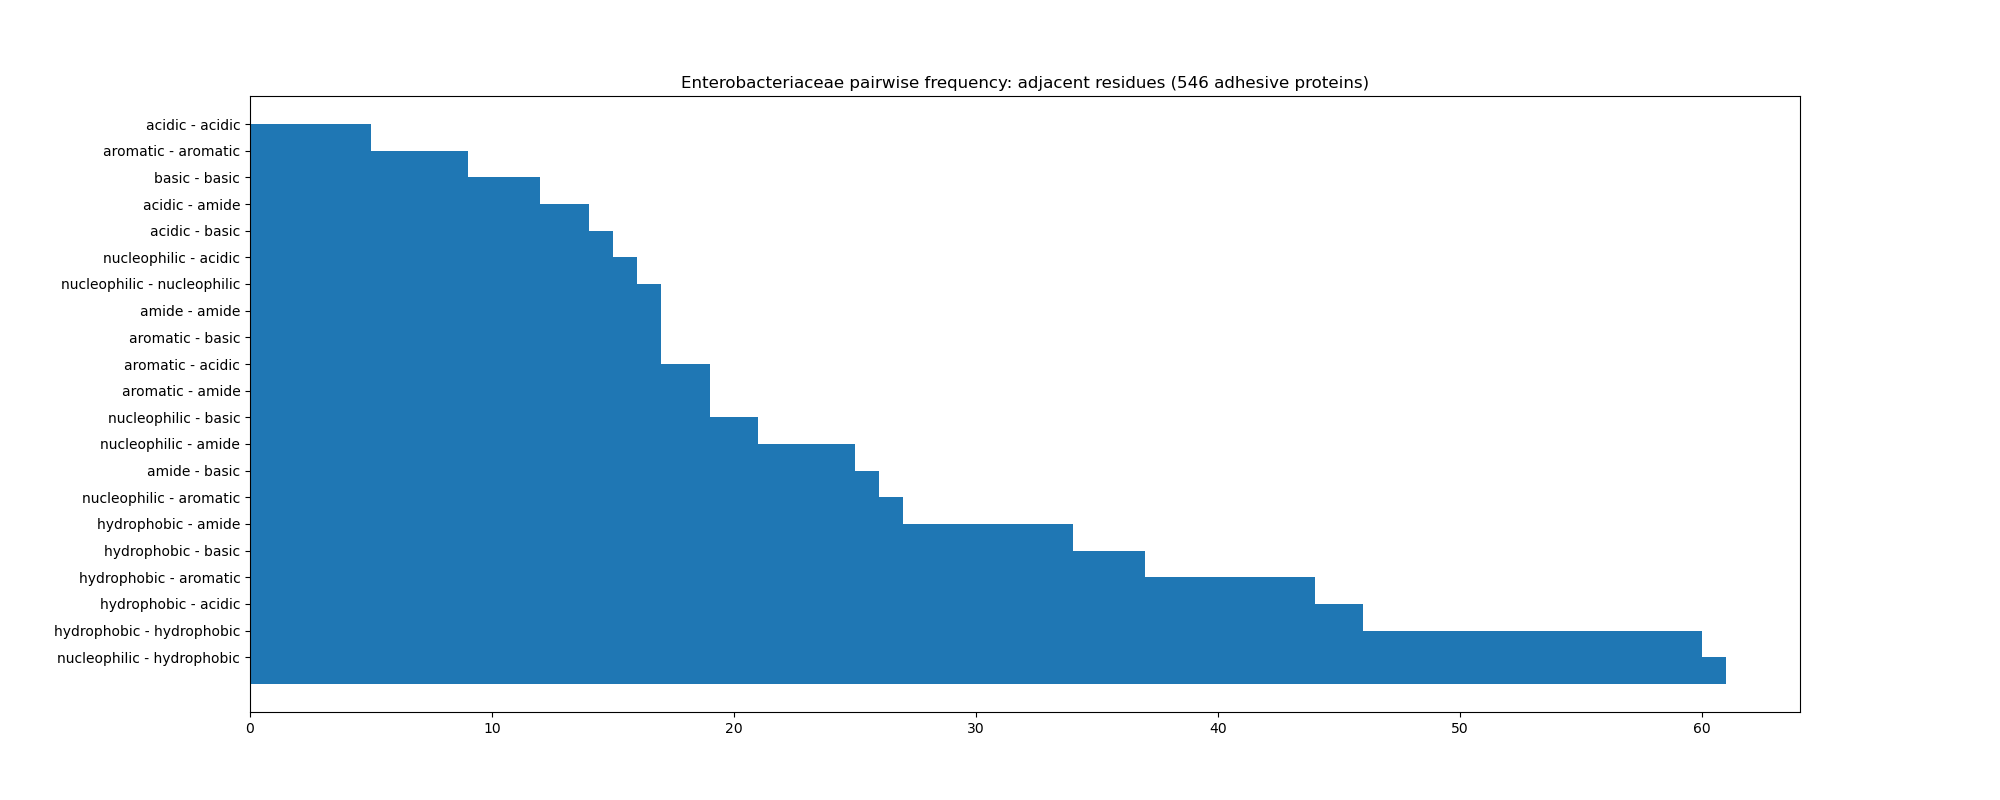 Enterobacteriaceae pairwise frequency: adjacent residues (546 adhesive proteins)
acidic - acidic
aromatic - aromatic
basic - basic
acidic - amide
acidic - basic
nucleophilic - acidic
nucleophilic - nucleophilic
amide - amide
aromatic - basic
aromatic - acidic
aromatic - amide
nucleophilic - basic
nucleophilic - amide
amide - basic
nucleophilic - aromatic
hydrophobic - amide
hydrophobic - basic
hydrophobic - aromatic
hydrophobic - acidic
hydrophobic - hydrophobic
nucleophilic - hydrophobic
0 10 20 30 40 50 60